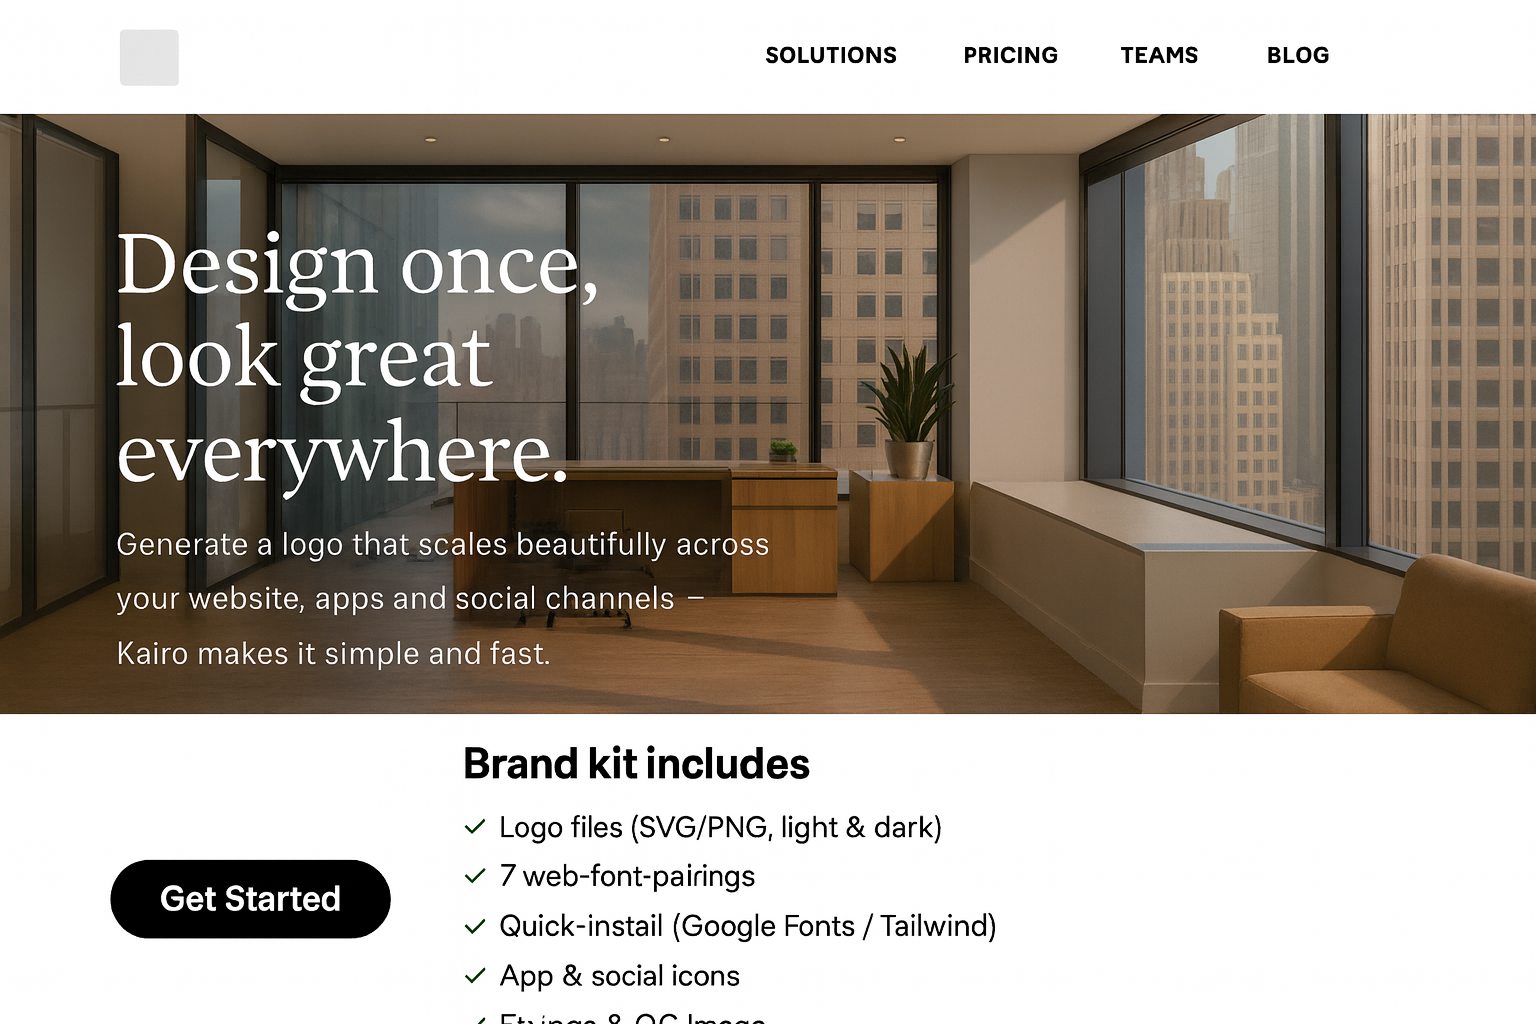 SOLUTIONS PRICING TEAMS BLOG
Design once,
look great
everywhere.
Generate a logo that scales beautifully across
your website, apps and social channels –
Kairo makes it simple and fast.
Brand kit includes
Logo files (SVG/PNG, light & dark)
7 web-font-pairings
Get Started
Quick-instail (Google Fonts / Tailwind)
App & social icons
& OG Image